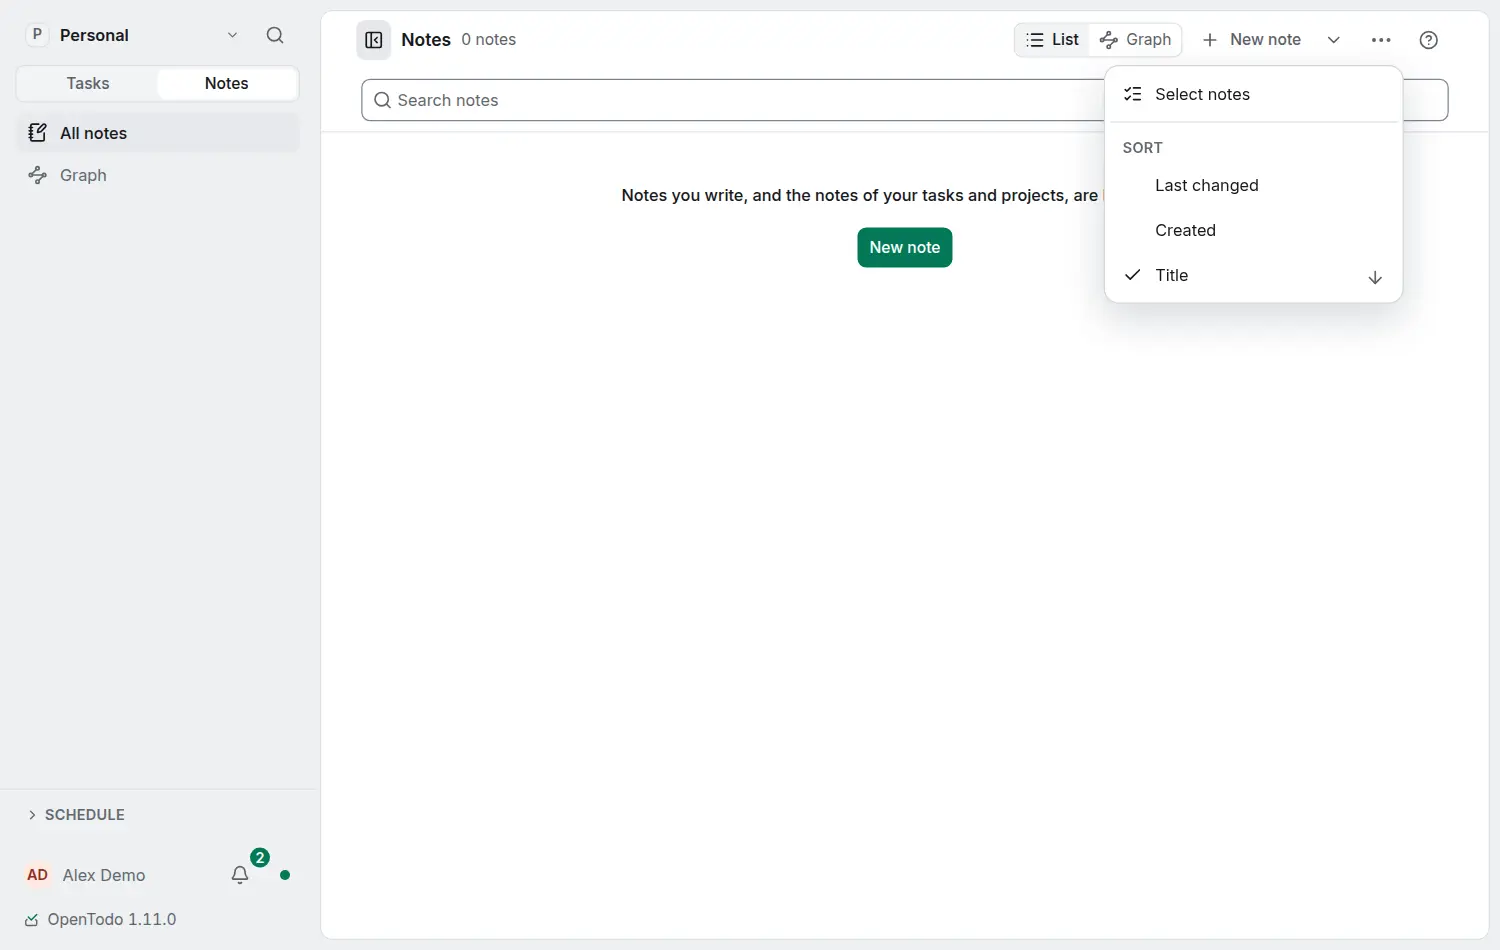 P Personal
Tasks Notes
All notes
Graph
SCHEDULE
AD Alex Demo 2
OpenTodo 1.11.0
Notes 0 notes
List Graph New note
Search notes
Select notes
SORT
Last changed
Created
Title
Notes you write, and the notes of your tasks and projects, are
New note